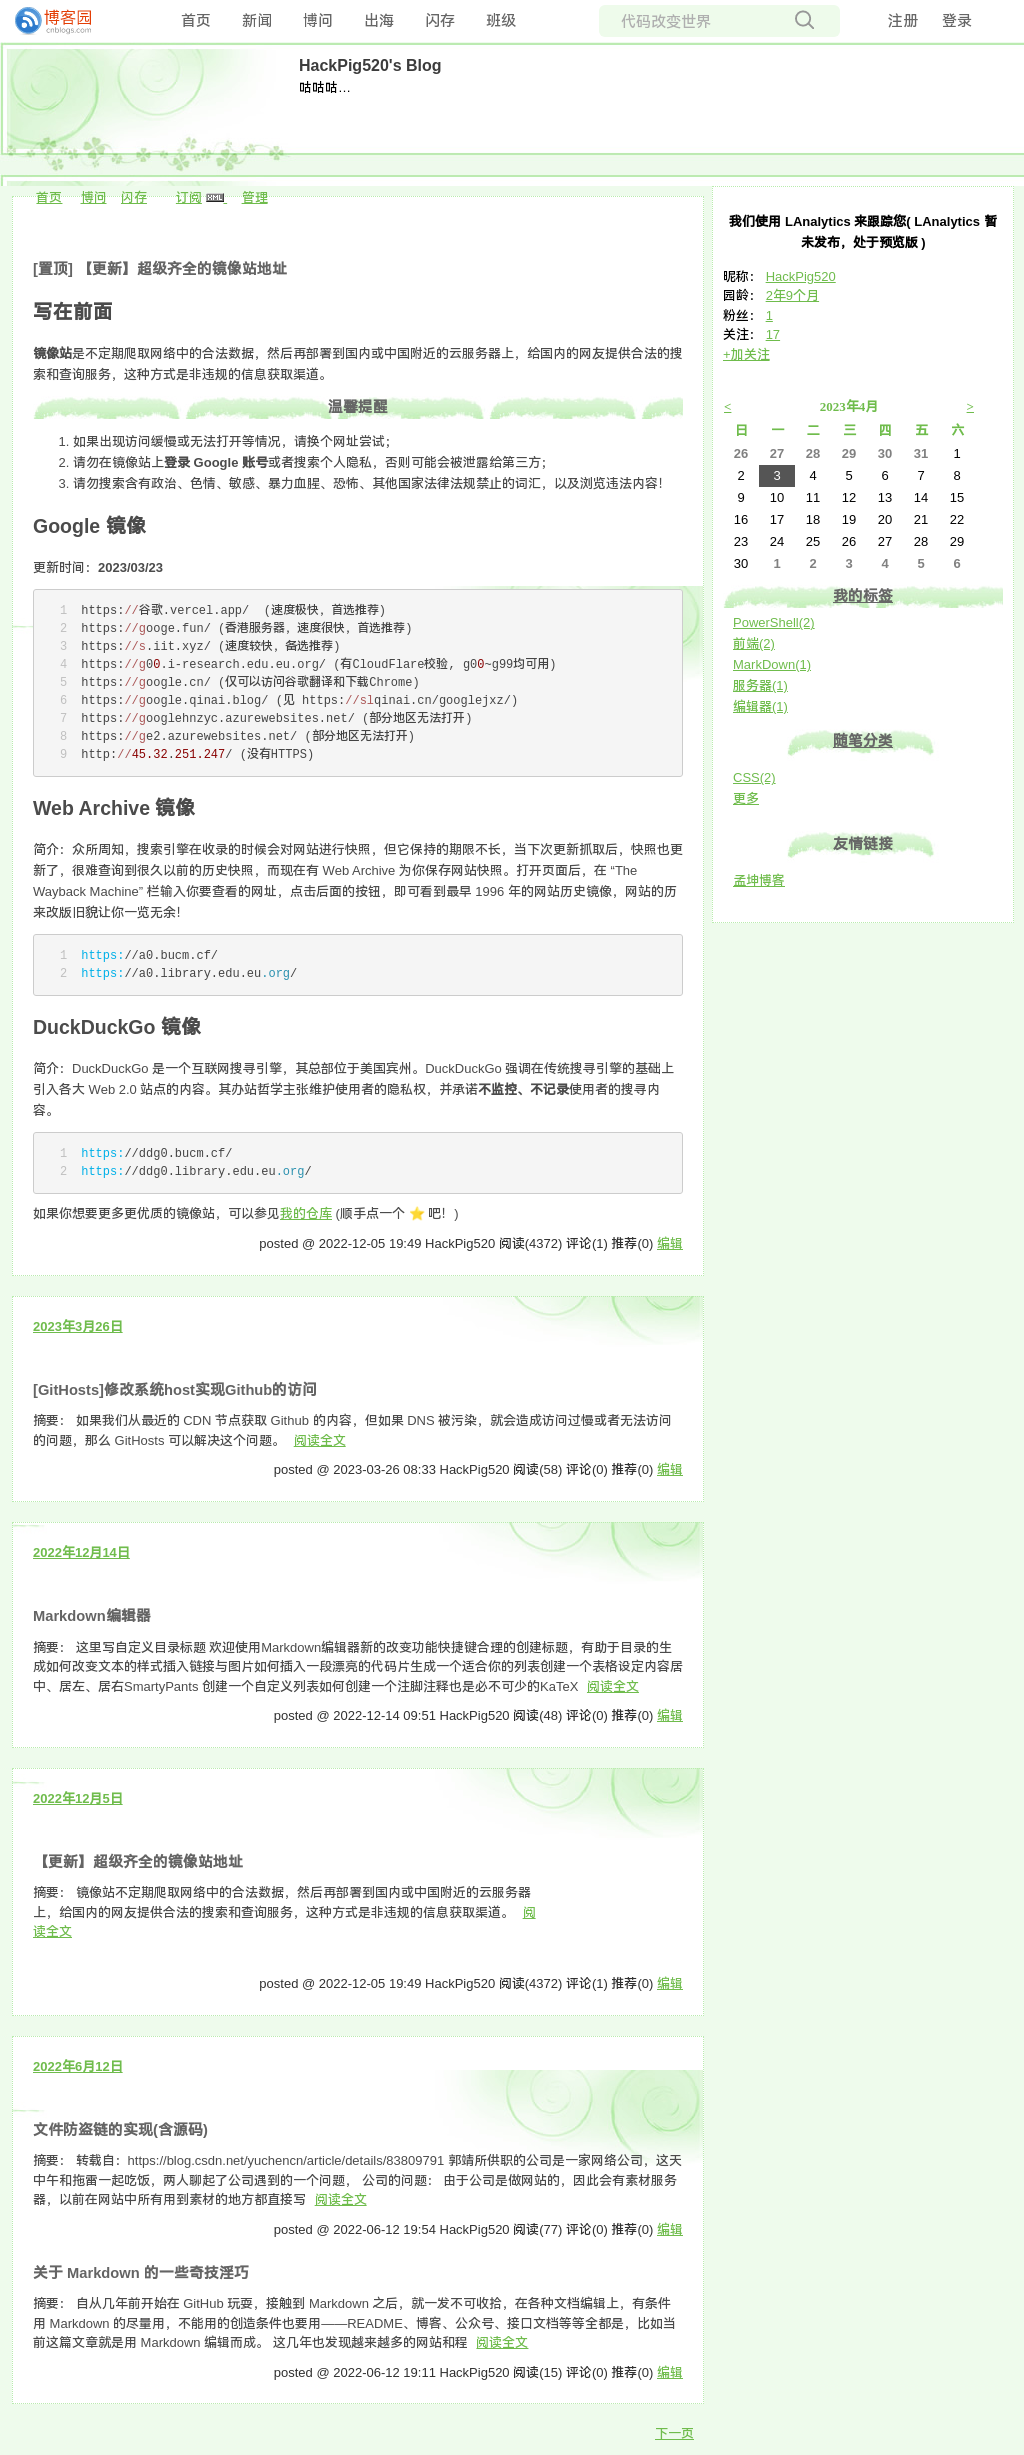 博客园
cnblogs.com
首页 新闻 博问 出海 闪存 班级
代码改变世界
注册 登录
HackPig520's Blog
咕咕咕…
首页 博问 闪存 订阅 XML 管理
[置顶] 【更新】超级齐全的镜像站地址
写在前面
镜像站是不定期爬取网络中的合法数据，然后再部署到国内或中国附近的云服务器上，给国内的网友提供合法的搜
索和查询服务，这种方式是非违规的信息获取渠道。
温馨提醒
1. 如果出现访问缓慢或无法打开等情况，请换个网址尝试；
2. 请勿在镜像站上登录 Google 账号或者搜索个人隐私，否则可能会被泄露给第三方；
3. 请勿搜索含有政治、色情、敏感、暴力血腥、恐怖、其他国家法律法规禁止的词汇，以及浏览违法内容！
Google 镜像
更新时间：2023/03/23
1 https://谷歌.vercel.app/ (速度极快，首选推荐)
2 https://googe.fun/ (香港服务器，速度很快，首选推荐)
3 https://s.iit.xyz/ (速度较快，备选推荐)
4 https://g00.i-research.edu.eu.org/ (有CloudFlare校验, g00~g99均可用)
5 https://google.cn/ (仅可以访问谷歌翻译和下载Chrome)
6 https://google.qinai.blog/ (见 https://slqinai.cn/googlejxz/)
7 https://googlehnzyc.azurewebsites.net/ (部分地区无法打开)
8 https://ge2.azurewebsites.net/ (部分地区无法打开)
9 http://45.32.251.247/ (没有HTTPS)
Web Archive 镜像
简介：众所周知，搜索引擎在收录的时候会对网站进行快照，但它保持的期限不长，当下次更新抓取后，快照也更
新了，很难查询到很久以前的历史快照，而现在有 Web Archive 为你保存网站快照。打开页面后，在 “The
Wayback Machine” 栏输入你要查看的网址，点击后面的按钮，即可看到最早 1996 年的网站历史镜像，网站的历
来改版旧貌让你一览无余！
1 https://a0.bucm.cf/
2 https://a0.library.edu.eu.org/
DuckDuckGo 镜像
简介：DuckDuckGo 是一个互联网搜寻引擎，其总部位于美国宾州。DuckDuckGo 强调在传统搜寻引擎的基础上
引入各大 Web 2.0 站点的内容。其办站哲学主张维护使用者的隐私权，并承诺不监控、不记录使用者的搜寻内
容。
1 https://ddg0.bucm.cf/
2 https://ddg0.library.edu.eu.org/
如果你想要更多更优质的镜像站，可以参见我的仓库 (顺手点一个 ⭐ 吧！)
posted @ 2022-12-05 19:49 HackPig520 阅读(4372) 评论(1) 推荐(0) 编辑
2023年3月26日
[GitHosts]修改系统host实现Github的访问
摘要： 如果我们从最近的 CDN 节点获取 Github 的内容，但如果 DNS 被污染，就会造成访问过慢或者无法访问
的问题，那么 GitHosts 可以解决这个问题。 阅读全文
posted @ 2023-03-26 08:33 HackPig520 阅读(58) 评论(0) 推荐(0) 编辑
2022年12月14日
Markdown编辑器
摘要： 这里写自定义目录标题 欢迎使用Markdown编辑器新的改变功能快捷键合理的创建标题，有助于目录的生
成如何改变文本的样式插入链接与图片如何插入一段漂亮的代码片生成一个适合你的列表创建一个表格设定内容居
中、居左、居右SmartyPants 创建一个自定义列表如何创建一个注脚注释也是必不可少的KaTeX 阅读全文
posted @ 2022-12-14 09:51 HackPig520 阅读(48) 评论(0) 推荐(0) 编辑
2022年12月5日
【更新】超级齐全的镜像站地址
摘要： 镜像站不定期爬取网络中的合法数据，然后再部署到国内或中国附近的云服务器
上，给国内的网友提供合法的搜索和查询服务，这种方式是非违规的信息获取渠道。 阅
读全文
posted @ 2022-12-05 19:49 HackPig520 阅读(4372) 评论(1) 推荐(0) 编辑
2022年6月12日
文件防盗链的实现(含源码)
摘要： 转载自：https://blog.csdn.net/yuchencn/article/details/83809791 郭靖所供职的公司是一家网络公司，这天
中午和拖雷一起吃饭，两人聊起了公司遇到的一个问题， 公司的问题： 由于公司是做网站的，因此会有素材服务
器，以前在网站中所有用到素材的地方都直接写 阅读全文
posted @ 2022-06-12 19:54 HackPig520 阅读(77) 评论(0) 推荐(0) 编辑
关于 Markdown 的一些奇技淫巧
摘要： 自从几年前开始在 GitHub 玩耍，接触到 Markdown 之后，就一发不可收拾，在各种文档编辑上，有条件
用 Markdown 的尽量用，不能用的创造条件也要用——README、博客、公众号、接口文档等等全都是，比如当
前这篇文章就是用 Markdown 编辑而成。 这几年也发现越来越多的网站和程 阅读全文
posted @ 2022-06-12 19:11 HackPig520 阅读(15) 评论(0) 推荐(0) 编辑
下一页
我们使用 LAnalytics 来跟踪您( LAnalytics 暂
未发布，处于预览版 )
昵称： HackPig520
园龄： 2年9个月
粉丝： 1
关注： 17
+加关注
< 2023年4月 >
日 一 二 三 四 五 六
26 27 28 29 30 31 1
2 3 4 5 6 7 8
9 10 11 12 13 14 15
16 17 18 19 20 21 22
23 24 25 26 27 28 29
30 1 2 3 4 5 6
我的标签
PowerShell(2)
前端(2)
MarkDown(1)
服务器(1)
编辑器(1)
随笔分类
CSS(2)
更多
友情链接
孟坤博客